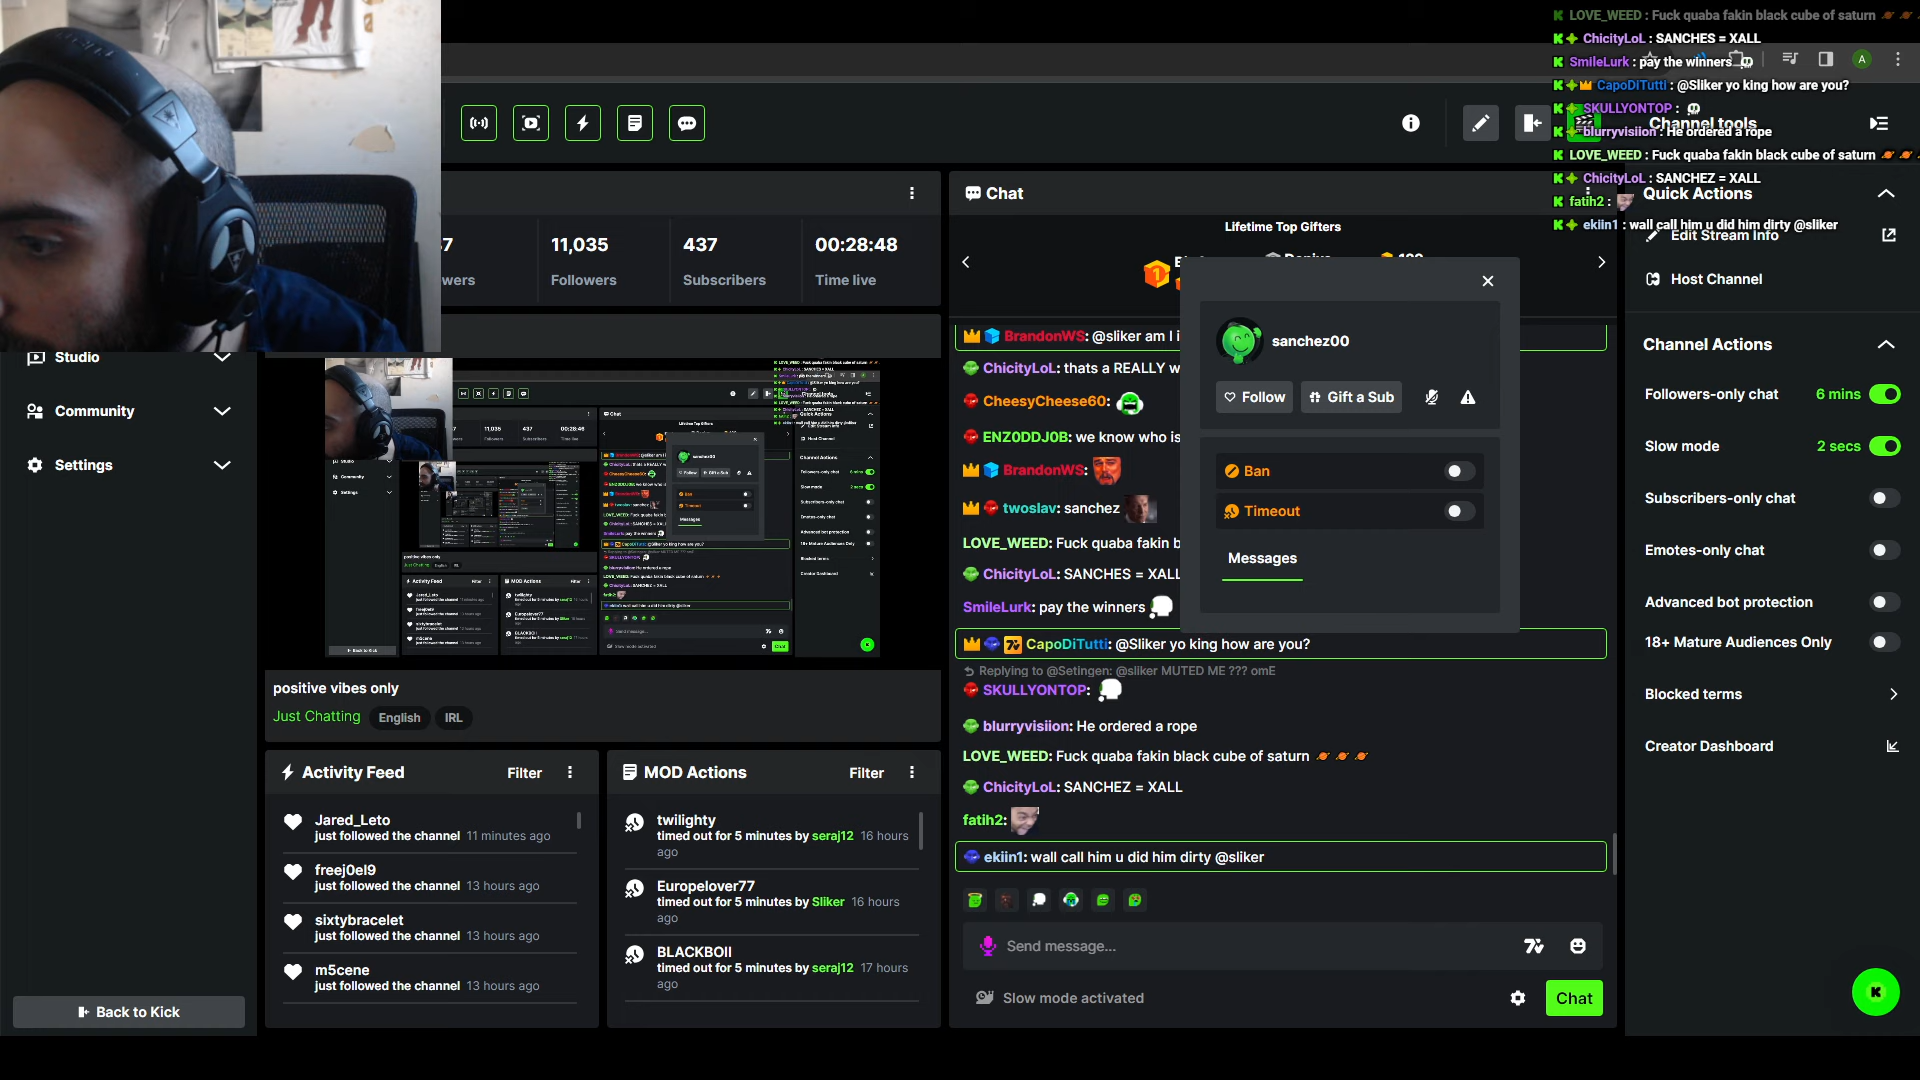 LOVE_WEED : Fuck quaba fakin black cube of saturn
ChicityLoL : SANCHES = XALL
SmileLurk : pay the winners
CapoDITutti : @Sliker yo king how are you?
SKULLYONTOP :
blurryvisiion : He ordered a rope
LOVE_WEED : Fuck quaba fakin black cube of saturn
ChicityLoL : SANCHEZ = XALL
fatih2 :
ekiin1 : wall call him u did him dirty @sliker
A
Channel tools
Quick Actions
Edit Stream Info
Host Channel
Channel Actions
Followers-only chat 6 mins
Slow mode 2 secs
Subscribers-only chat
Emotes-only chat
Advanced bot protection
18+ Mature Audiences Only
Blocked terms
Creator Dashboard
11,035
Followers
437
Subscribers
00:28:48
Time live
Studio
Community
Settings
Back to Kick
positive vibes only
Just Chatting English IRL
Activity Feed Filter
Jared_Leto
just followed the channel 11 minutes ago
freej0el9
just followed the channel 13 hours ago
sixtybracelet
just followed the channel 13 hours ago
m5cene
just followed the channel 13 hours ago
MOD Actions Filter
twilighty
timed out for 5 minutes by seraj12 16 hours
ago
Europelover77
timed out for 5 minutes by Sliker 16 hours
ago
BLACKBOII
timed out for 5 minutes by seraj12 17 hours
ago
Chat
Lifetime Top Gifters
BrandonWS: @sliker am I i
ChicityLoL: thats a REALLY w
CheesyCheese60:
ENZ0DDJ0B: we know who is
BrandonWS:
twoslav: sanchez
LOVE_WEED: Fuck quaba fakin b
ChicityLoL: SANCHES = XALL
SmileLurk: pay the winners
CapoDiTutti: @Sliker yo king how are you?
Replying to @Setingen: @sliker MUTED ME ??? omE
SKULLYONTOP:
blurryvisiion: He ordered a rope
LOVE_WEED: Fuck quaba fakin black cube of saturn
ChicityLoL: SANCHEZ = XALL
fatih2:
ekiin1: wall call him u did him dirty @sliker
Send message...
Slow mode activated
Chat
sanchez00
Follow Gift a Sub
Ban
Timeout
Messages